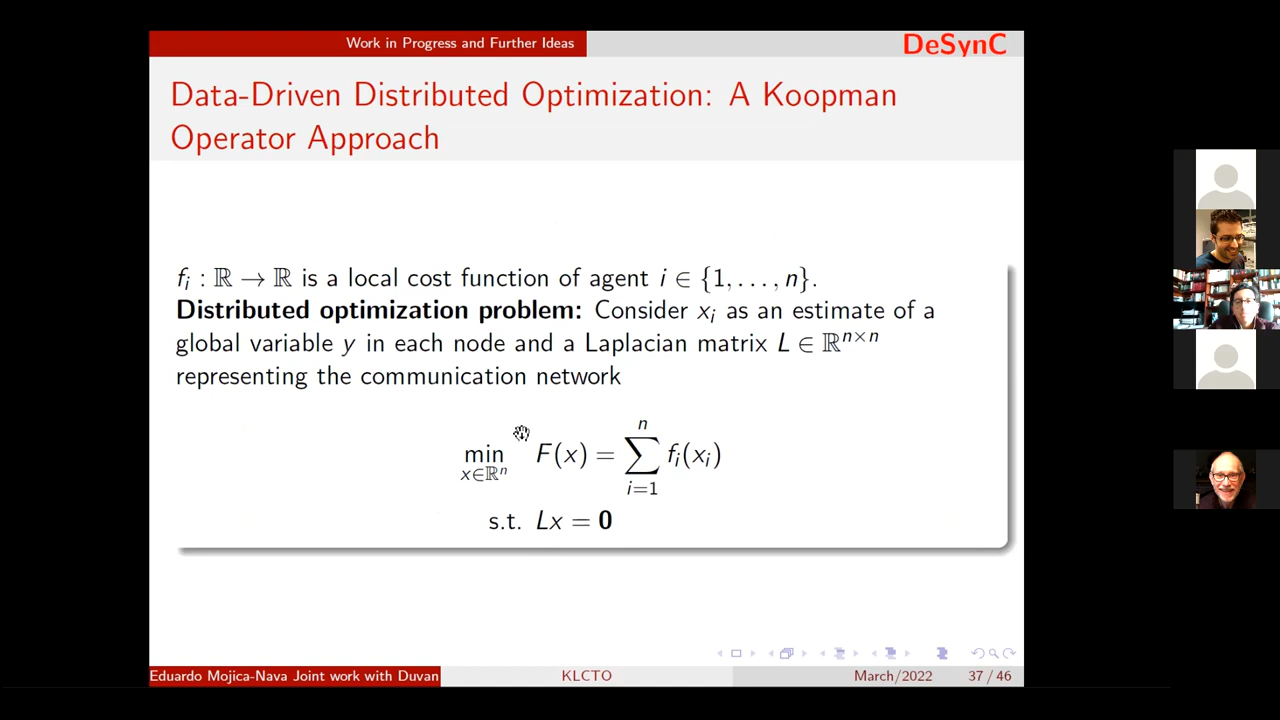 Work in Progress and Further Ideas
DeSynC
Data-Driven Distributed Optimization: A Koopman
Operator Approach
fᵢ : ℝ → ℝ is a local cost function of agent i ∈ {1, . . . , n}.
Distributed optimization problem: Consider xᵢ as an estimate of a
global variable y in each node and a Laplacian matrix L ∈ ℝⁿˣⁿ
representing the communication network
min x∈ℝⁿ F(x) = ∑ i=1 n fᵢ(xᵢ)
s.t. Lx = 0
Eduardo Mojica-Nava Joint work with Duvan
KLCTO
March/2022
37 / 46